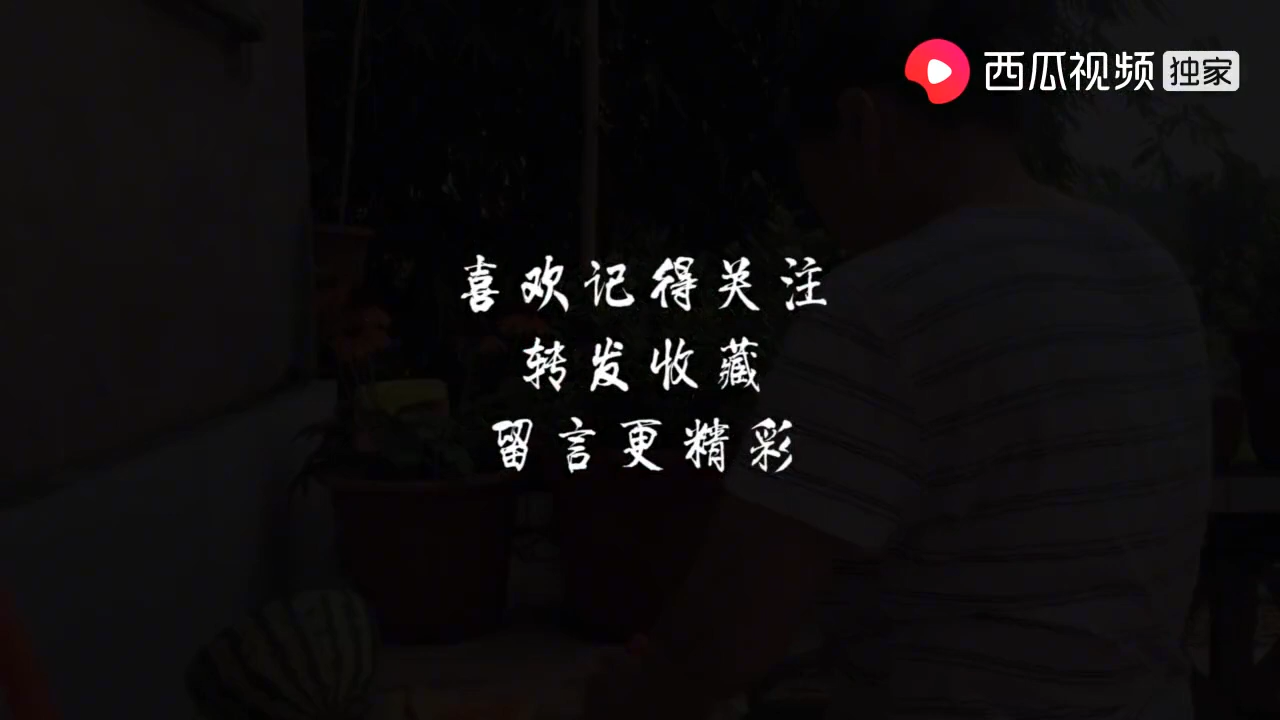 西瓜视频 独家
喜欢记得关注
转发收藏
留言更精彩